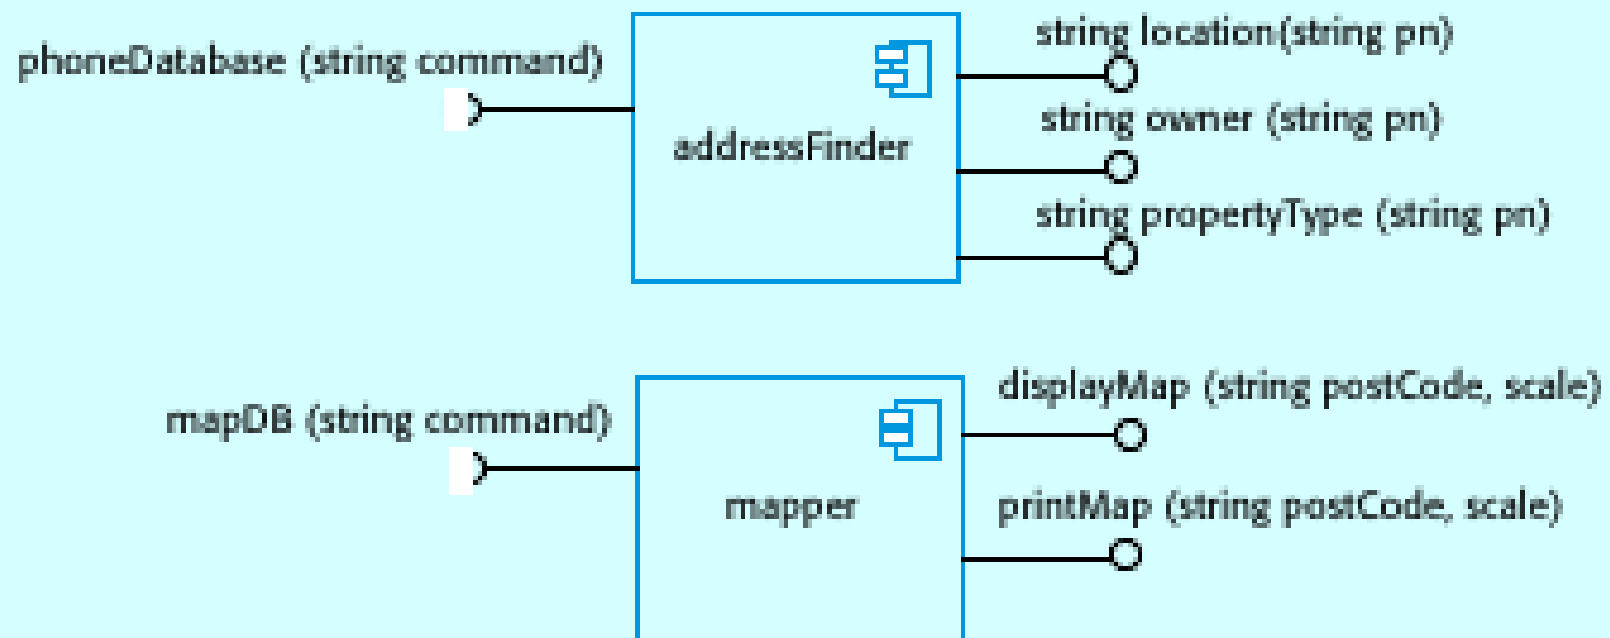 string location(string pn)
phoneDatabase (string command)
string owner (string pn)
addressFinder
string propertyType (string pn)
displayMap (string postCode, scale)
mapDB (string command)
mapper
printMap (string postCode, scale)